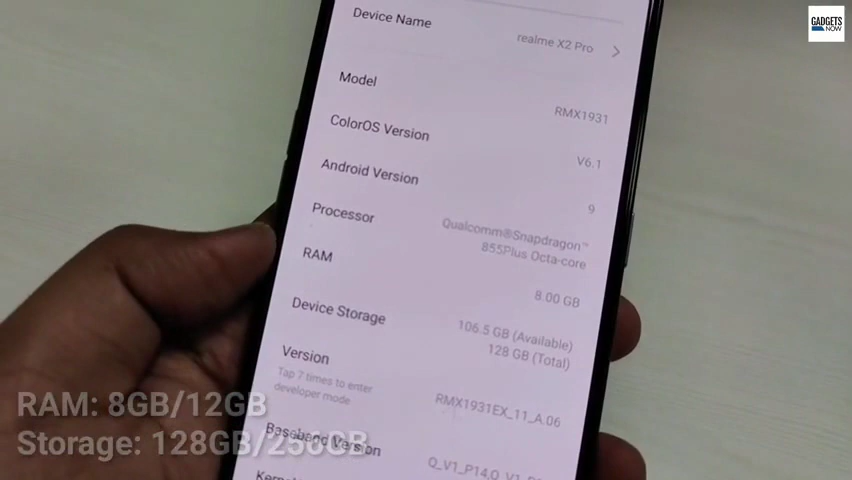 GADGETS
NOW
Device Name
realme X2 Pro
Model
RMX1931
ColorOS Version
V6.1
Android Version
9
Processor
Qualcomm®Snapdragon™
855Plus Octa-core
RAM
8.00 GB
Device Storage
106.5 GB (Available)
128 GB (Total)
Version
Tap 7 times to enter
developer mode
RMX1931EX_11_A.06
Baseband Version
RAM: 8GB/12GB
Storage: 128GB/256GB